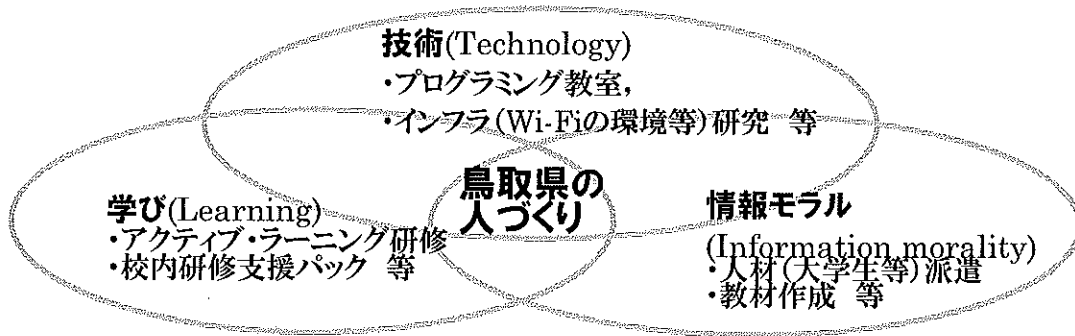 技術(Technology)
・プログラミング教室,
・インフラ(Wi-Fiの環境等)研究 等
鳥取県の
人づくり
学び(Learning)
・アクティブ・ラーニング研修
・校内研修支援パック 等
情報モラル
(Information morality)
・人材(大学生等)派遣
・教材作成 等